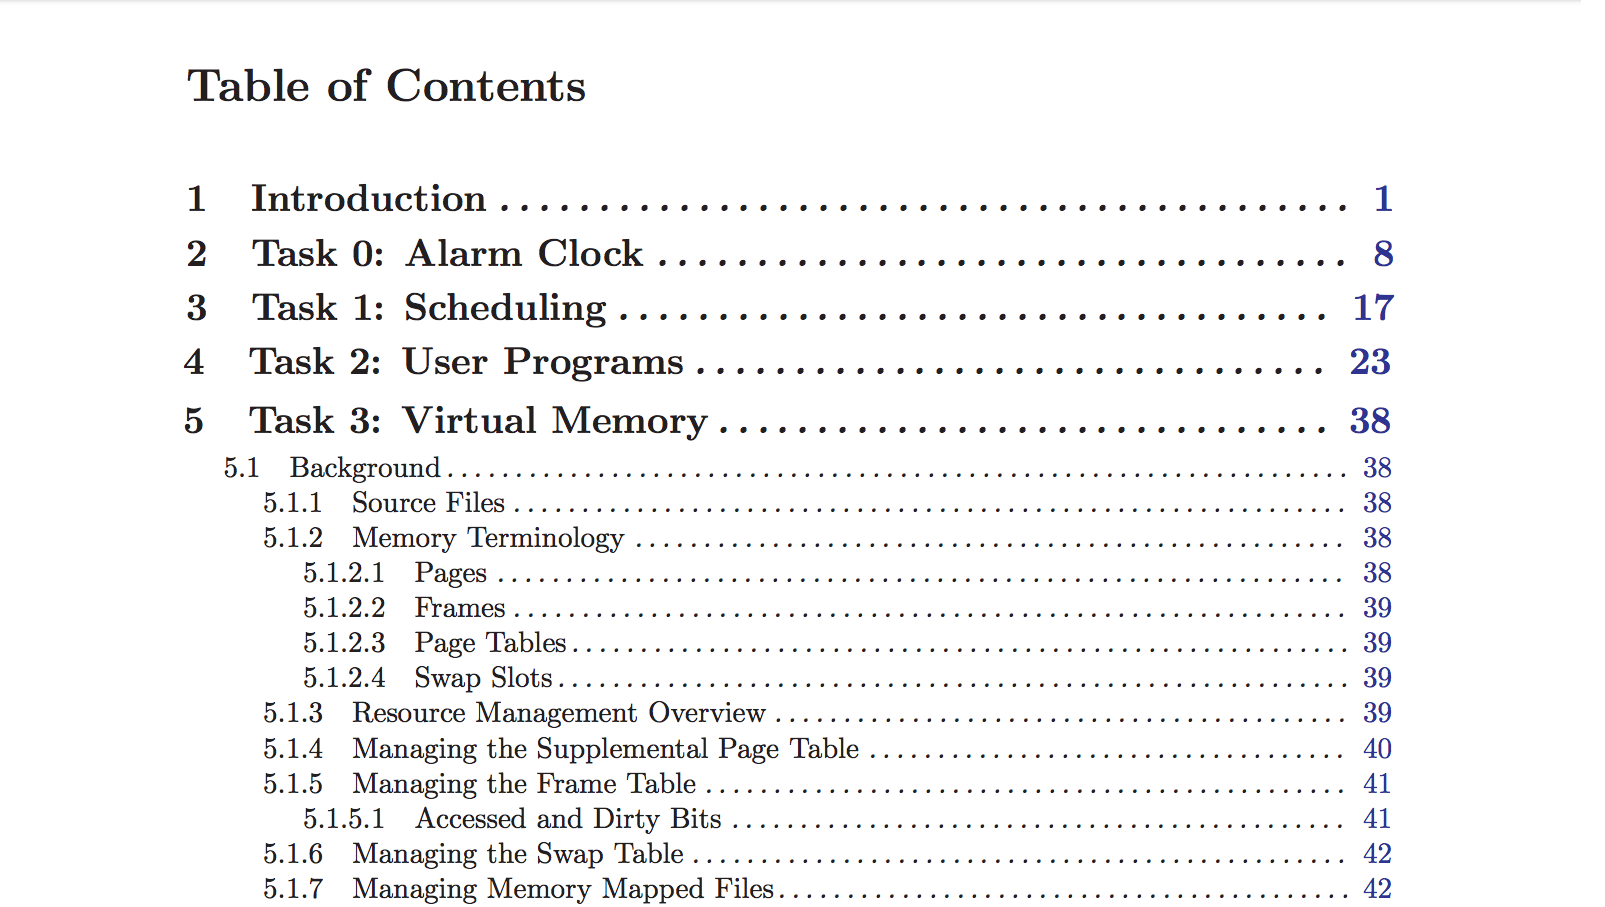 Table of Contents
1 Introduction . . . . . . . . . . . . . . . . . . . . . . . . . . . . . . . . . . . . . . . . . . . 1
2 Task 0: Alarm Clock . . . . . . . . . . . . . . . . . . . . . . . . . . . . . . . . . . . 8
3 Task 1: Scheduling . . . . . . . . . . . . . . . . . . . . . . . . . . . . . . . . . . . . 17
4 Task 2: User Programs . . . . . . . . . . . . . . . . . . . . . . . . . . . . . . . . 23
5 Task 3: Virtual Memory . . . . . . . . . . . . . . . . . . . . . . . . . . . . . . . 38
5.1 Background . . . . . . . . . . . . . . . . . . . . . . . . . . . . . . . . . . . . . . . . 38
5.1.1 Source Files . . . . . . . . . . . . . . . . . . . . . . . . . . . . . . . . . . . . . . 38
5.1.2 Memory Terminology . . . . . . . . . . . . . . . . . . . . . . . . . . . . . . . . 38
5.1.2.1 Pages . . . . . . . . . . . . . . . . . . . . . . . . . . . . . . . . . . . . . . . . 38
5.1.2.2 Frames . . . . . . . . . . . . . . . . . . . . . . . . . . . . . . . . . . . . . . . 39
5.1.2.3 Page Tables . . . . . . . . . . . . . . . . . . . . . . . . . . . . . . . . . . . . 39
5.1.2.4 Swap Slots . . . . . . . . . . . . . . . . . . . . . . . . . . . . . . . . . . . . . 39
5.1.3 Resource Management Overview . . . . . . . . . . . . . . . . . . . . . . . . 39
5.1.4 Managing the Supplemental Page Table . . . . . . . . . . . . . . . . . . . . 40
5.1.5 Managing the Frame Table . . . . . . . . . . . . . . . . . . . . . . . . . . . . 41
5.1.5.1 Accessed and Dirty Bits . . . . . . . . . . . . . . . . . . . . . . . . . . . . 41
5.1.6 Managing the Swap Table . . . . . . . . . . . . . . . . . . . . . . . . . . . . . 42
5.1.7 Managing Memory Mapped Files . . . . . . . . . . . . . . . . . . . . . . . . 42